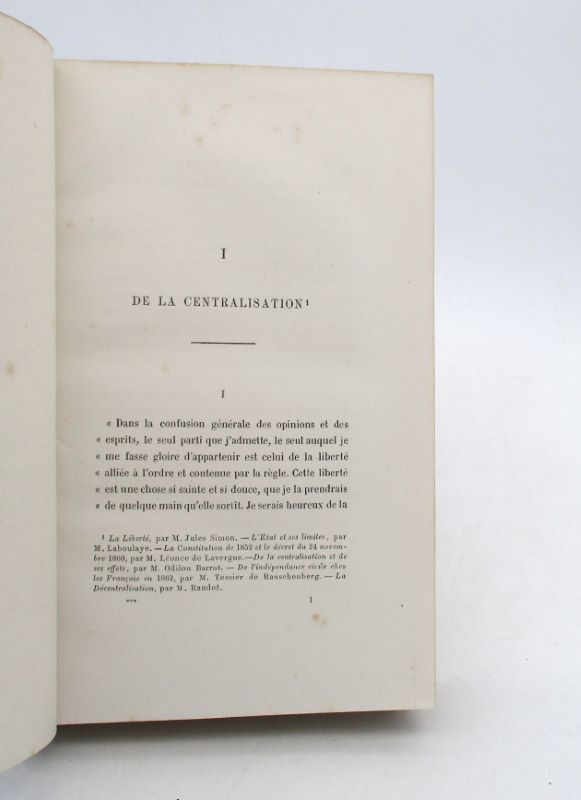 I
DE LA CENTRALISATION¹
I
« Dans la confusion générale des opinions et des
« esprits, le seul parti que j'admette, le seul auquel je
« me fasse gloire d'appartenir est celui de la liberté
« alliée à l'ordre et contenue par la règle. Cette liberté
« est une chose si sainte et si douce, que je la prendrais
« de quelque main qu'elle sortît. Je serais heureux de la
¹ La Liberté, par M. Jules Simon. — L'Etat et ses limites, par
M. Laboulaye. — La Constitution de 1852 et le décret du 24 novem-
bre 1860, par M. Léonce de Lavergne.—De la centralisation et de
ses effets, par M. Odilon Barrot. — De l'indépendance civile chez
les Français en 1862, par M. Tossier de Rauschenberg. — La
Décentralisation, par M. Raudot.
*** 1